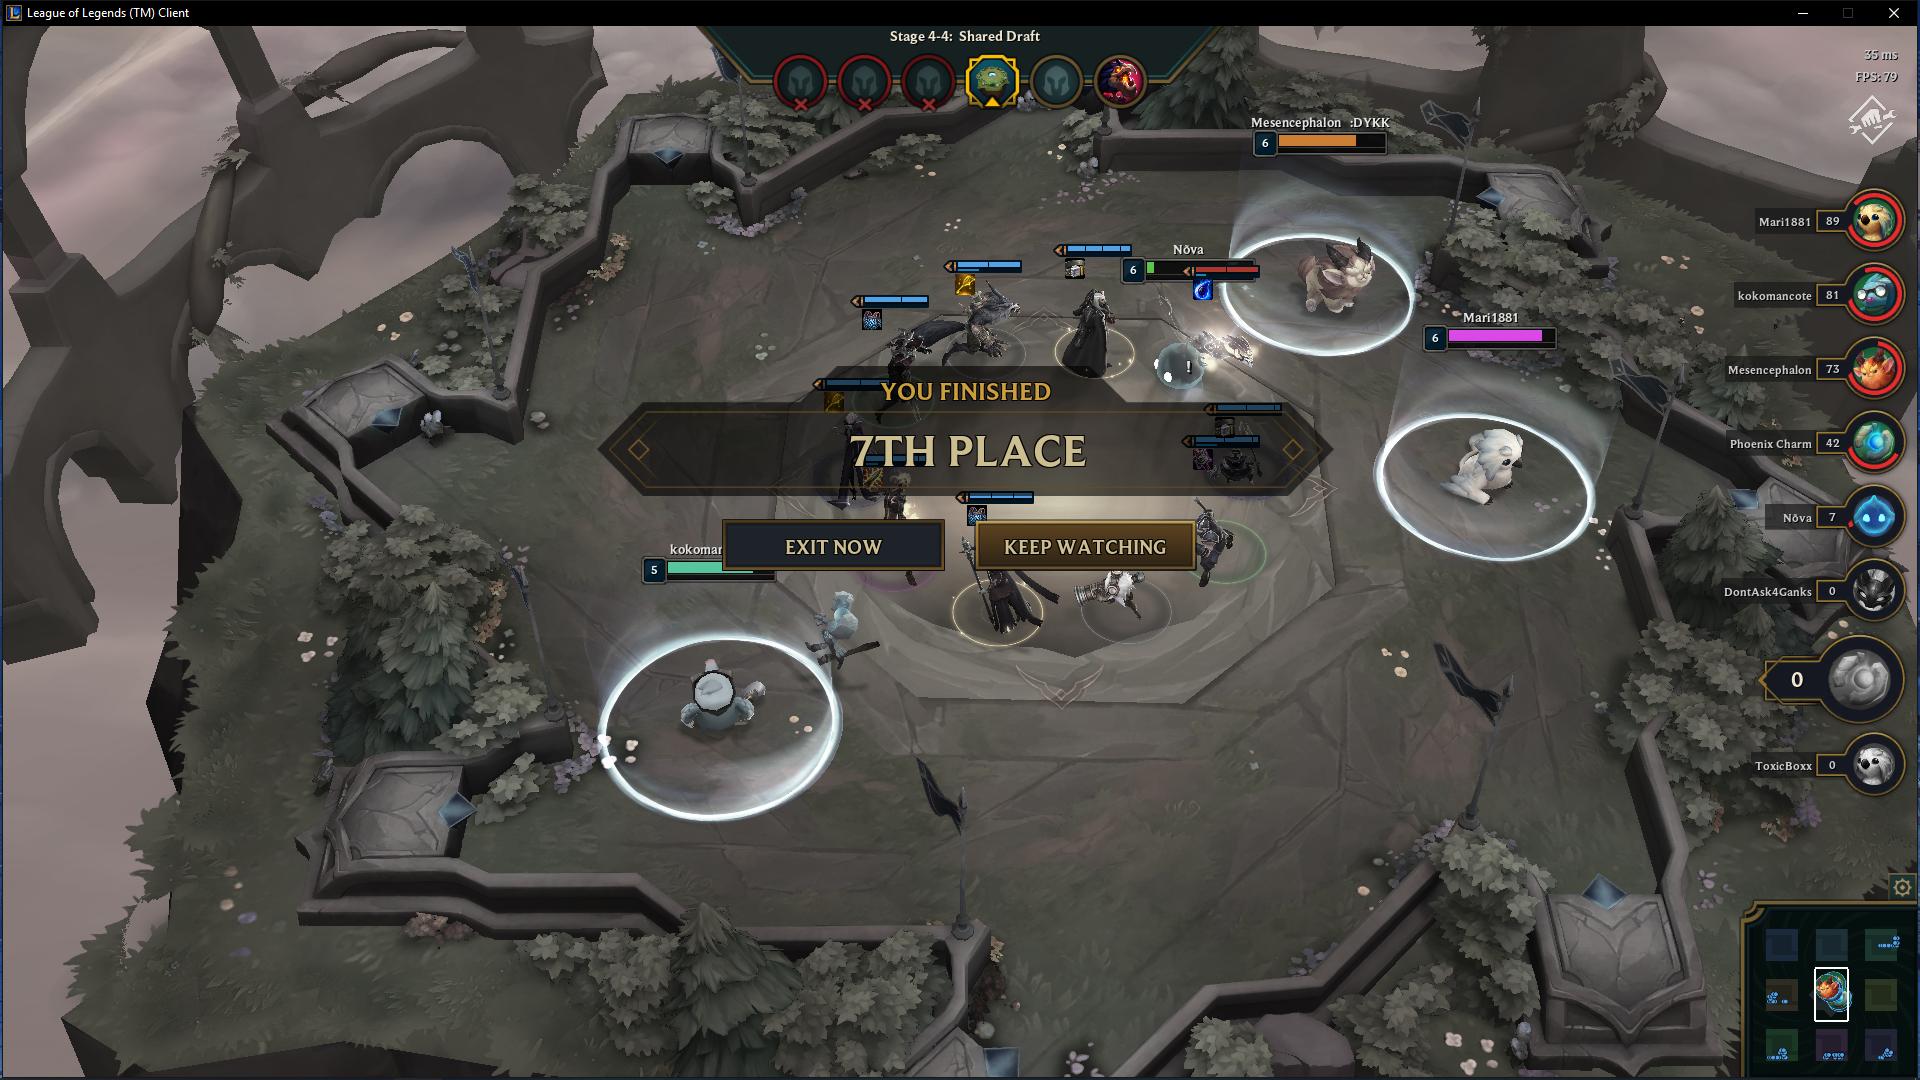 League of Legends (TM) Client
Stage 4-4: Shared Draft
35 ms
FPS: 79
Mesencephalon :DYKK
6
Nōva
6
Mari1881
6
YOU FINISHED
7TH PLACE
EXIT NOW
KEEP WATCHING
kokomar
5
Mari1881 89
kokomancote 81
Mesencephalon 73
Phoenix Charm 42
Nōva 7
DontAsk4Ganks 0
0
ToxicBoxx 0